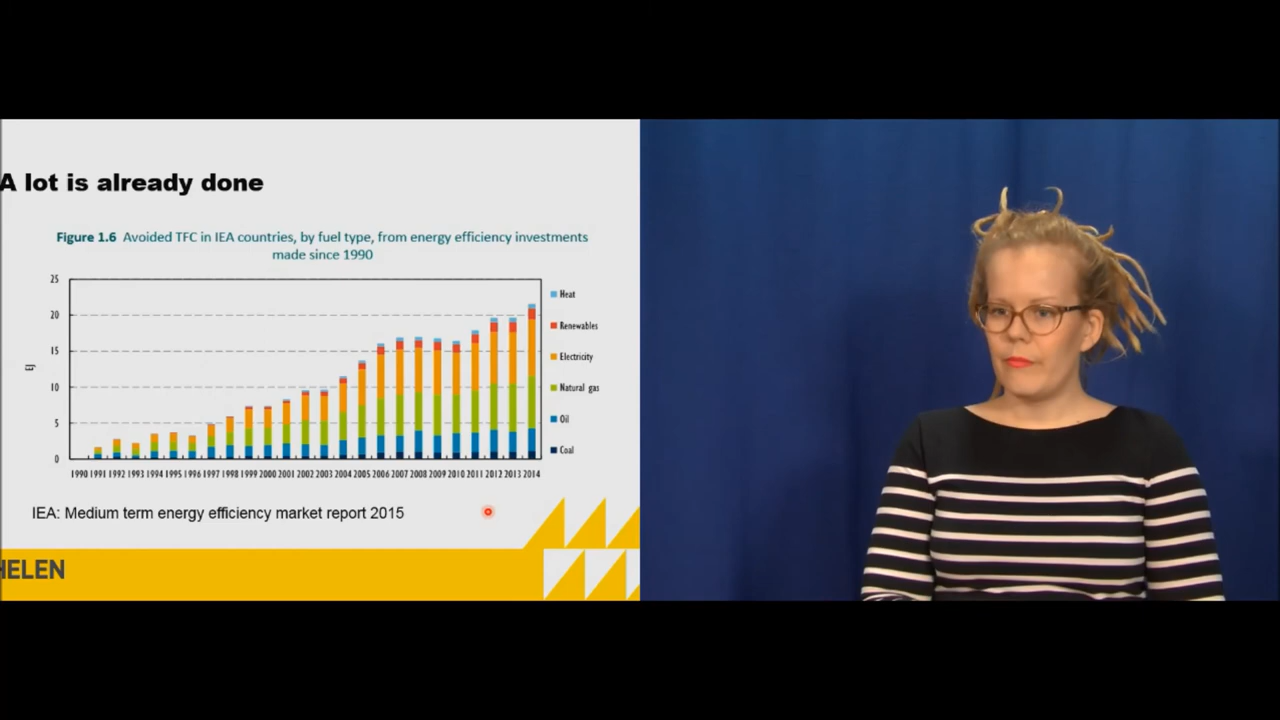 A lot is already done
Figure 1.6 Avoided TFC in IEA countries, by fuel type, from energy efficiency investments
made since 1990
25
20
15
10
5
0
EJ
1990 1991 1992 1993 1994 1995 1996 1997 1998 1999 2000 2001 2002 2003 2004 2005 2006 2007 2008 2009 2010 2011 2012 2013 2014
Heat
Renewables
Electricity
Natural gas
Oil
Coal
IEA: Medium term energy efficiency market report 2015
HELEN